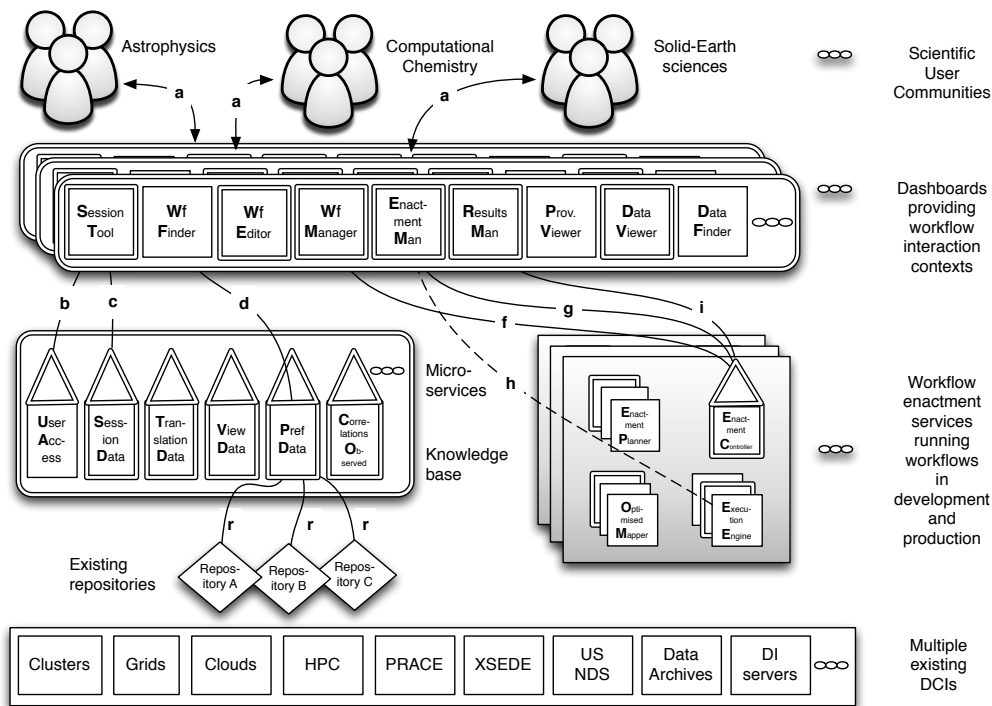 Astrophysics
Computational
Chemistry
Solid-Earth
sciences
Scientific
User
Communities
a
a
a
Session
Tool
Wf
Finder
Wf
Editor
Wf
Manager
Enact-
ment
Man
Results
Man
Prov.
Viewer
Data
Viewer
Data
Finder
Dashboards
providing
workflow
interaction
contexts
b
c
d
f
g
i
h
User
Acc-
ess
Sess-
ion
Data
Tran-
slation
Data
View
Data
Pref
Data
Corre-
lations
Ob-
served
Micro-
services
Knowledge
base
Enactment
Planner
Enact-
ment
Controller
Opti-
mised
Mapper
Execu-
tion
Engine
Workflow
enactment
services
running
workflows
in
development
and
production
r
r
r
Existing
repositories
Repos-
itory A
Repos-
itory B
Repos-
itory C
Clusters
Grids
Clouds
HPC
PRACE
XSEDE
US
NDS
Data
Archives
DI
servers
Multiple
existing
DCIs